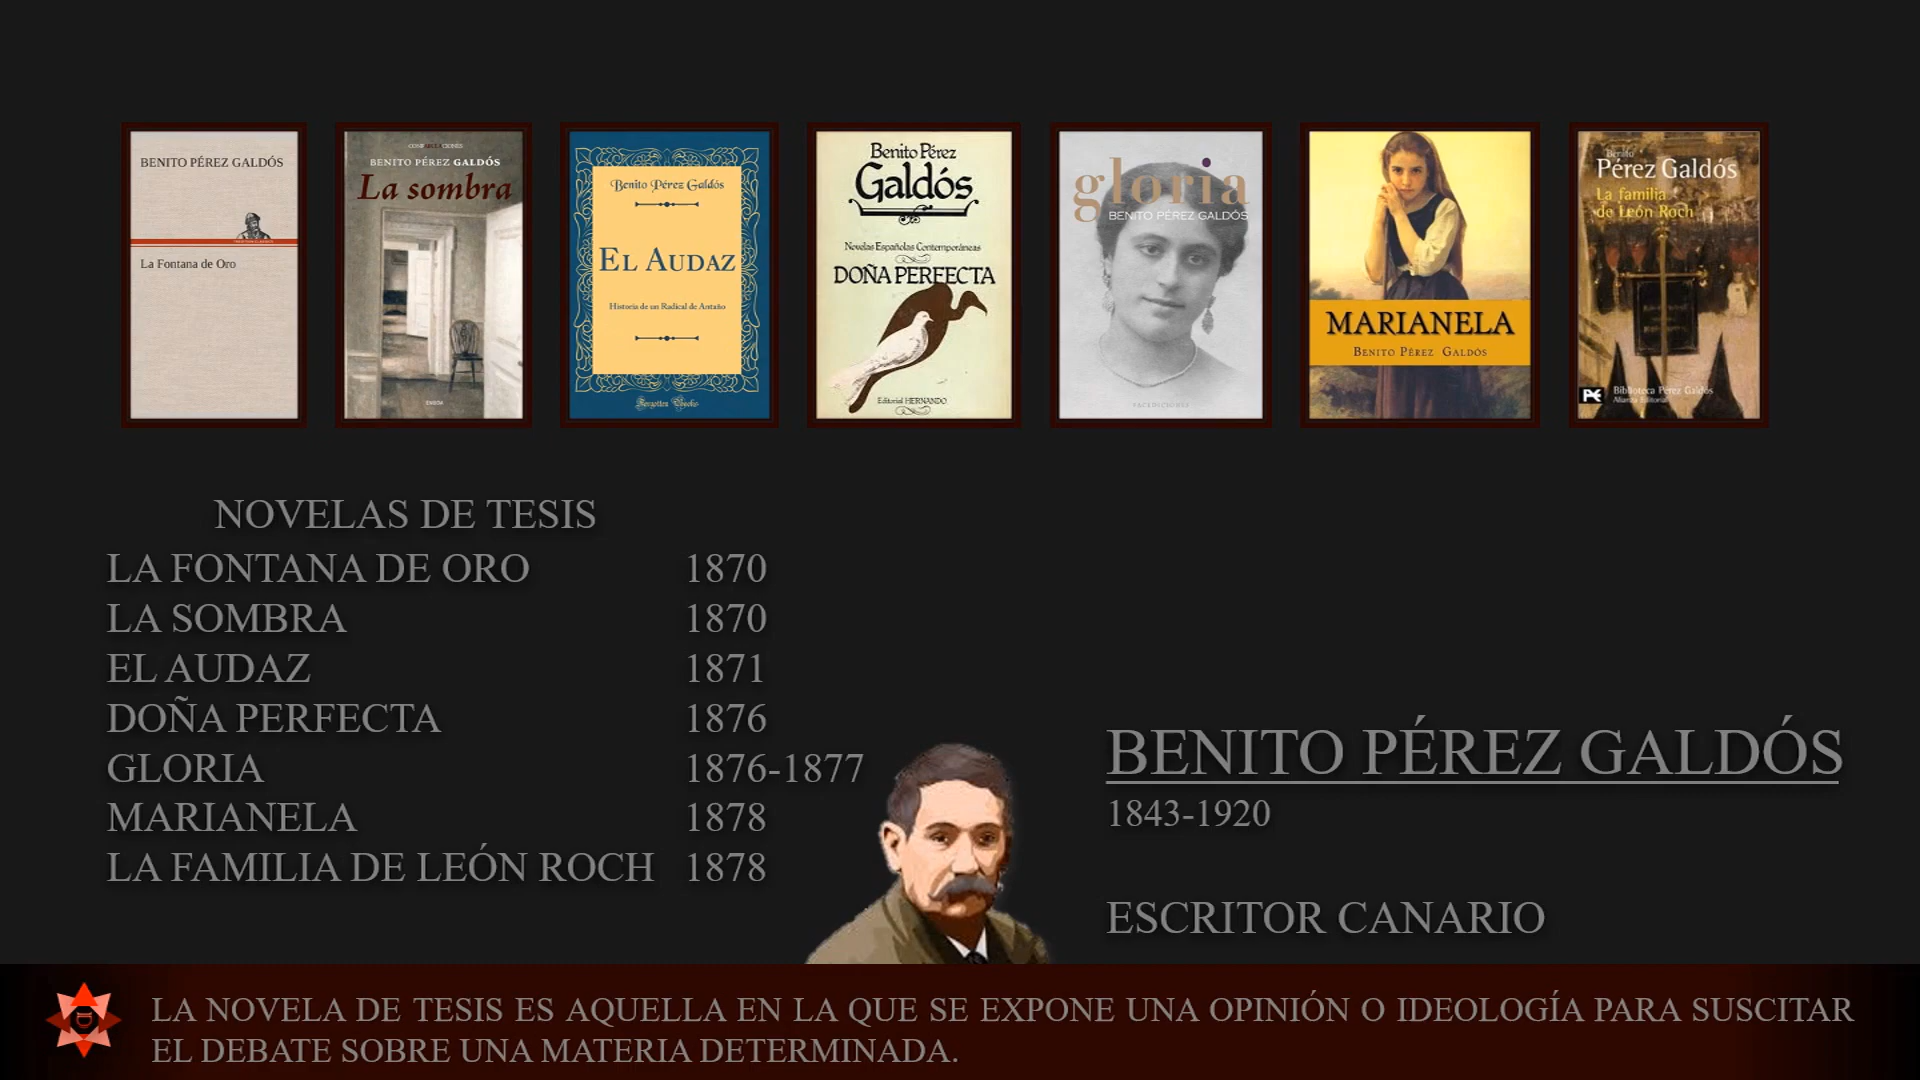 BENITO PÉREZ GALDÓS
La Fontana de Oro
BENITO PÉREZ GALDÓS
La sombra
Benito Pérez Galdós
EL AUDAZ
Historia de un Radical de Antaño
Forgotten Books
Benito Pérez
Galdós
Novelas Españolas Contemporáneas
DOÑA PERFECTA
Editorial HERNANDO
gloria
BENITO PÉREZ GALDÓS
MARIANELA
BENITO PÉREZ GALDÓS
Benito
Pérez Galdós
La familia
de León Roch
Biblioteca Pérez Galdós
Alianza Editorial
NOVELAS DE TESIS
LA FONTANA DE ORO 1870
LA SOMBRA 1870
EL AUDAZ 1871
DOÑA PERFECTA 1876
GLORIA 1876-1877
MARIANELA 1878
LA FAMILIA DE LEÓN ROCH 1878
BENITO PÉREZ GALDÓS
1843-1920
ESCRITOR CANARIO
LA NOVELA DE TESIS ES AQUELLA EN LA QUE SE EXPONE UNA OPINIÓN O IDEOLOGÍA PARA SUSCITAR
EL DEBATE SOBRE UNA MATERIA DETERMINADA.